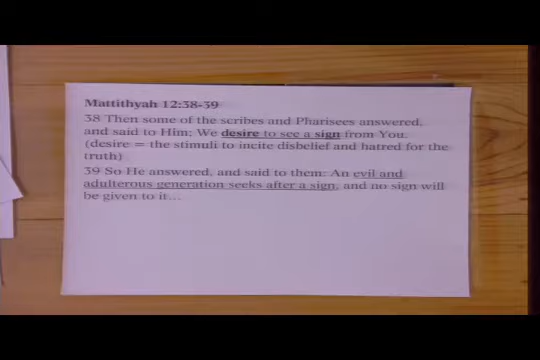 Mattithyah 12:38-39
38 Then some of the scribes and Pharisees answered,
and said to Him; We desire to see a sign from You.
(desire = the stimuli to incite disbelief and hatred for the
truth)
39 So He answered, and said to them: An evil and
adulterous generation seeks after a sign, and no sign will
be given to it...